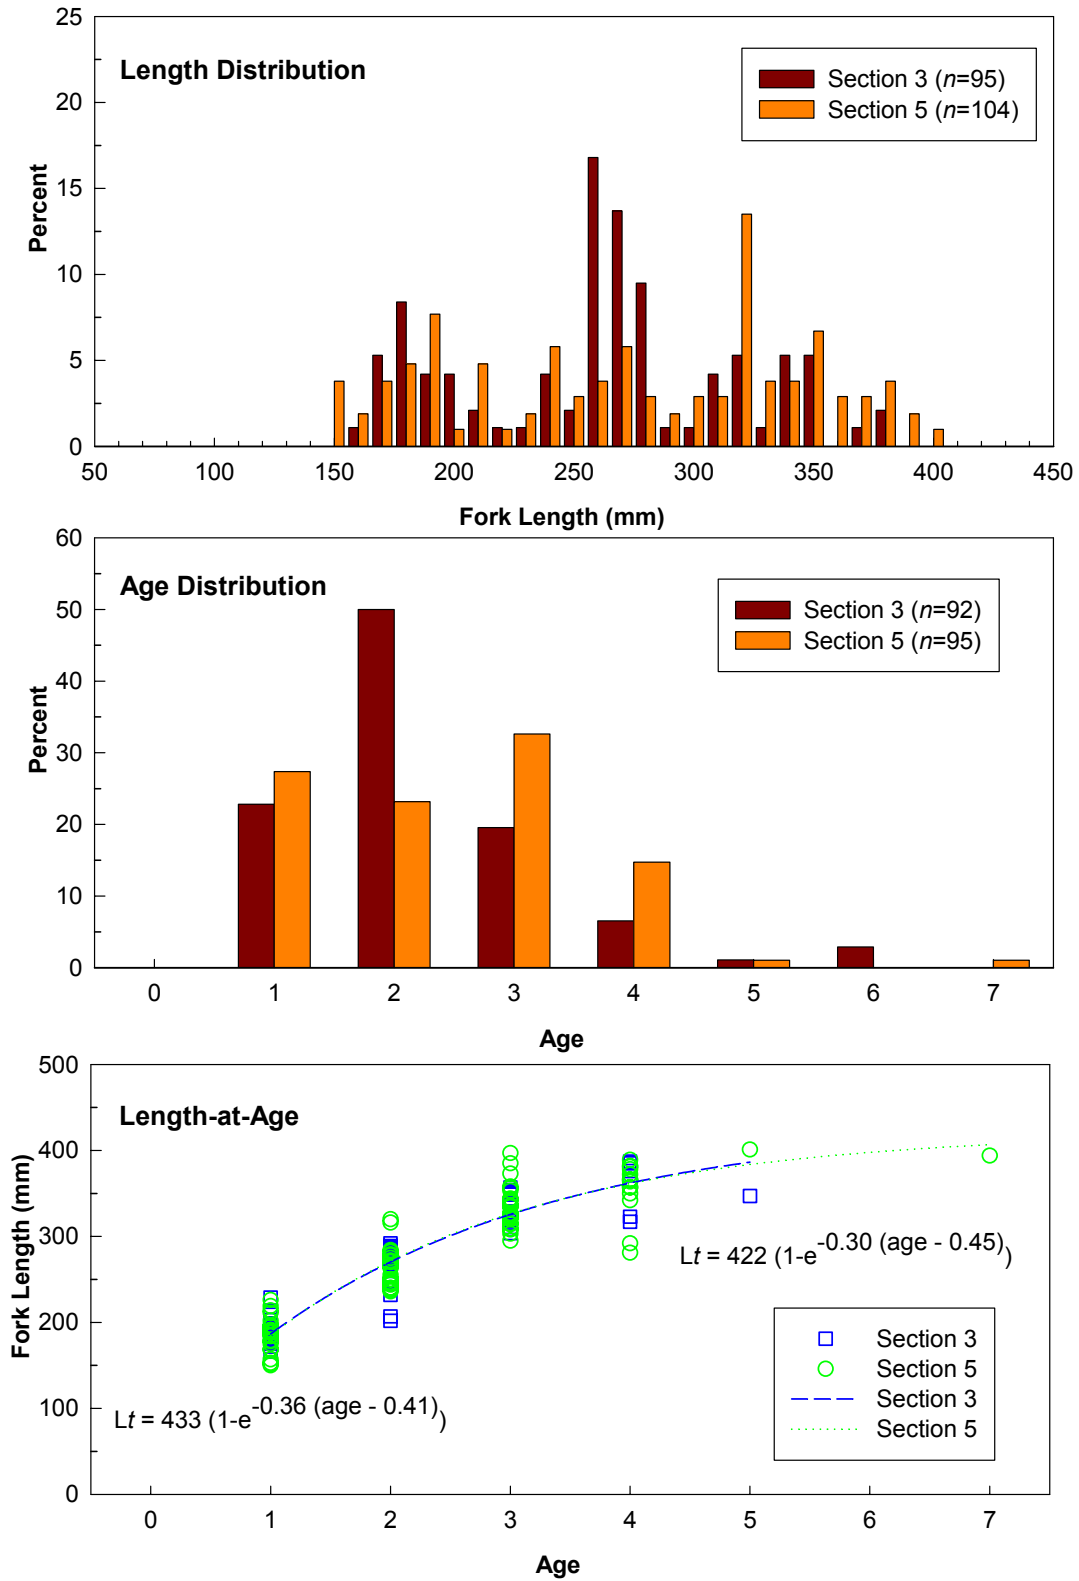 25
Length Distribution
Section 3 (n=95)
Section 5 (n=104)
20
15
Percent
10
5
0
50 100 150 200 250 300 350 400 450
Fork Length (mm)
60
Age Distribution
Section 3 (n=92)
Section 5 (n=95)
50
40
Percent
30
20
10
0
0 1 2 3 4 5 6 7
Age
500
Length-at-Age
400
Fork Length (mm)
300
Lt = 422 (1-e-0.30 (age - 0.45))
200
Section 3
Section 5
Section 3
Section 5
100
Lt = 433 (1-e-0.36 (age - 0.41))
0
0 1 2 3 4 5 6 7
Age